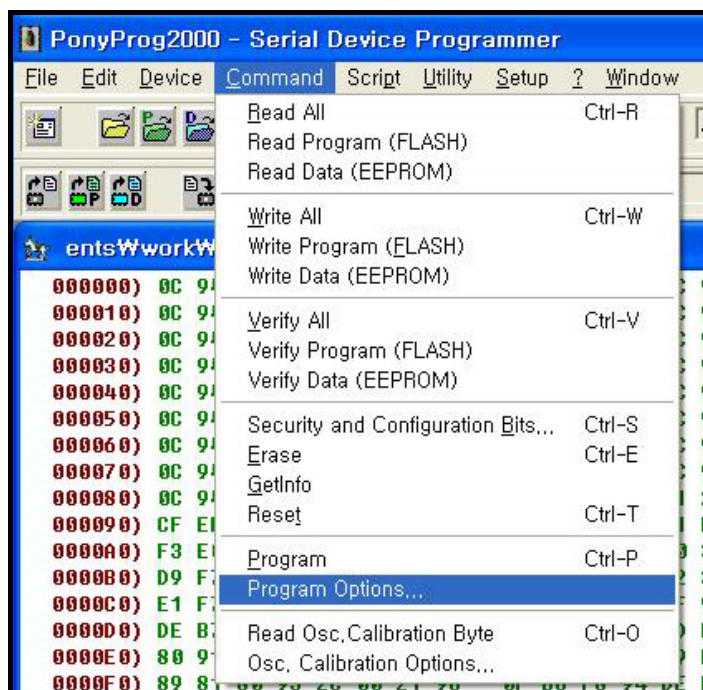 PonyProg2000 - Serial Device Programmer
File Edit Device Command Script Utility Setup ? Window
Read All Ctrl-R
Read Program (FLASH)
Read Data (EEPROM)
Write All Ctrl-W
Write Program (FLASH)
Write Data (EEPROM)
Verify All Ctrl-V
Verify Program (FLASH)
Verify Data (EEPROM)
Security and Configuration Bits... Ctrl-S
Erase Ctrl-E
GetInfo
Reset Ctrl-T
Program Ctrl-P
Program Options...
Read Osc.Calibration Byte Ctrl-O
Osc. Calibration Options...
ents₩work₩
000000) 0C
000010) 0C
000020) 0C
000030) 0C
000040) 0C
000050) 0C
000060) 0C
000070) 0C
000080) 0C
000090) CF
0000A0) F3
0000B0) D9
0000C0) E1
0000D0) DE
0000E0) 80
0000F0) 89